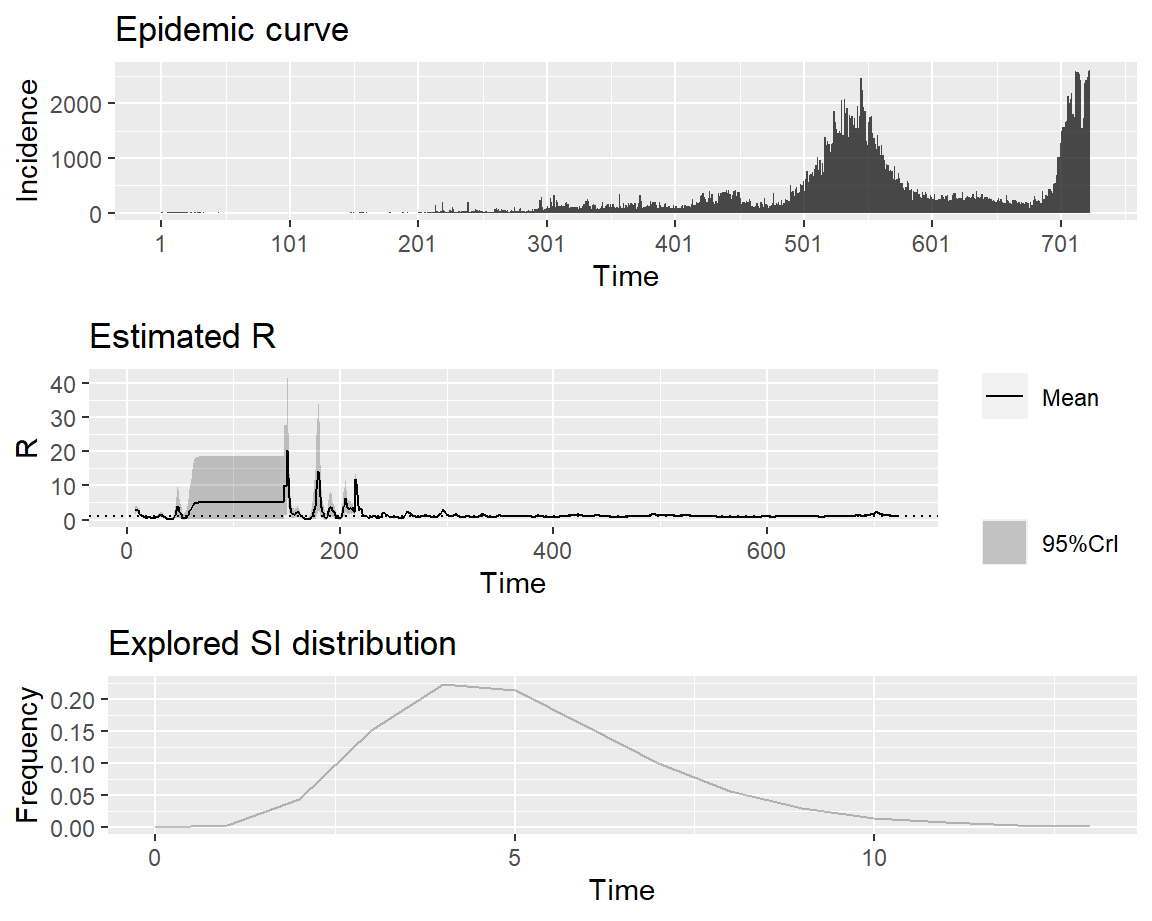 Epidemic curve
Incidence
2000
1000
0
1 101 201 301 401 501 601 701
Time
Estimated R
R
40
30
20
10
0
0 200 400 600
Time
Mean
95%CrI
Explored SI distribution
Frequency
0.20
0.15
0.10
0.05
0.00
0 5 10
Time